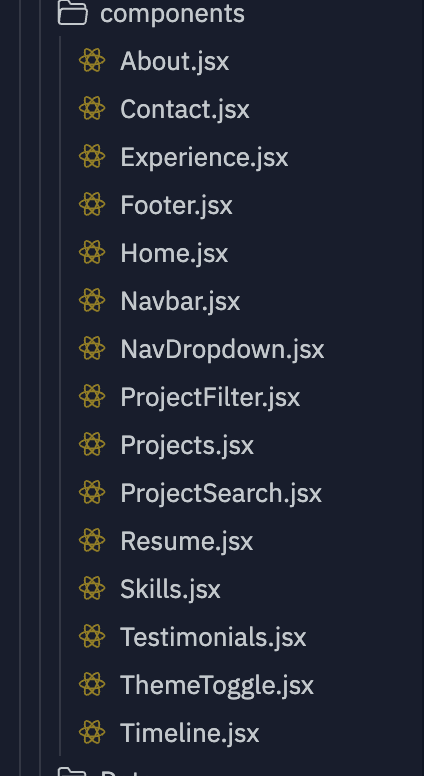 components
About.jsx
Contact.jsx
Experience.jsx
Footer.jsx
Home.jsx
Navbar.jsx
NavDropdown.jsx
ProjectFilter.jsx
Projects.jsx
ProjectSearch.jsx
Resume.jsx
Skills.jsx
Testimonials.jsx
ThemeToggle.jsx
Timeline.jsx